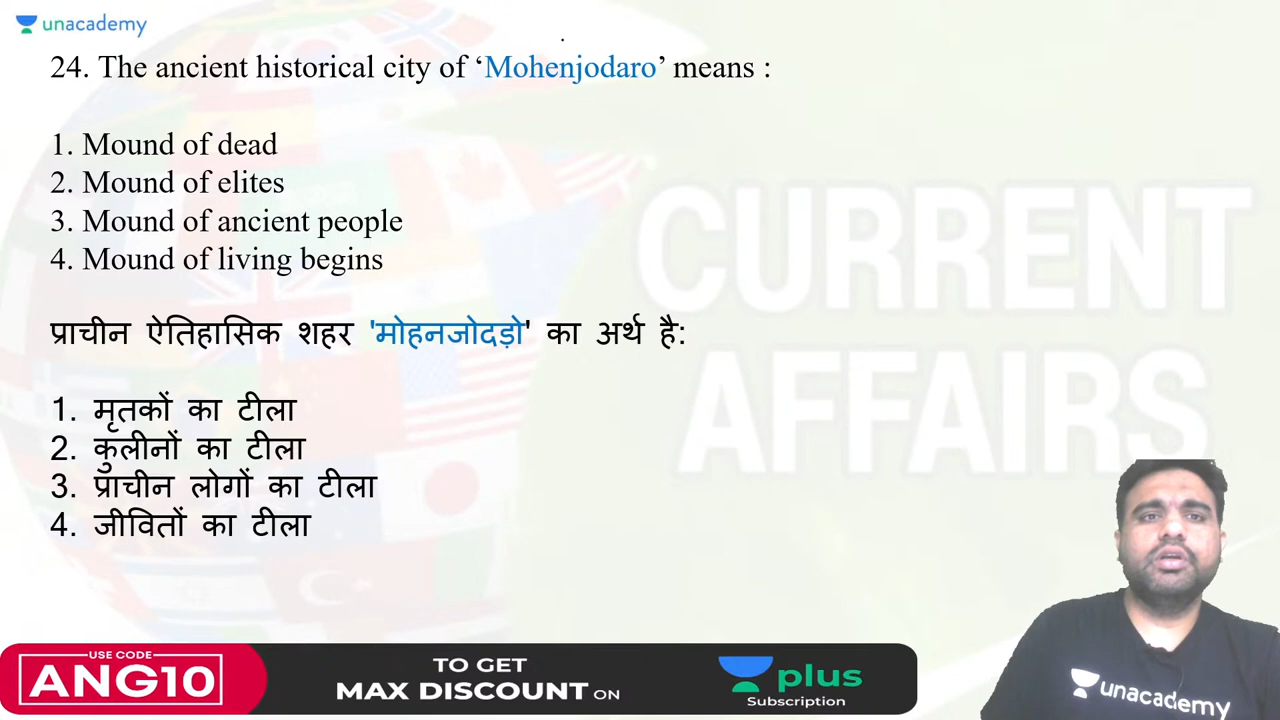 unacademy
24. The ancient historical city of ‘Mohenjodaro’ means :
1. Mound of dead
2. Mound of elites
3. Mound of ancient people
4. Mound of living begins
प्राचीन ऐतिहासिक शहर 'मोहनजोदड़ो' का अर्थ है:
1. मृतकों का टीला
2. कुलीनों का टीला
3. प्राचीन लोगों का टीला
4. जीवितों का टीला
CURRENT
AFFAIRS
unacademy
USE CODE
ANG10
TO GET
MAX DISCOUNT ON
plus
Subscription